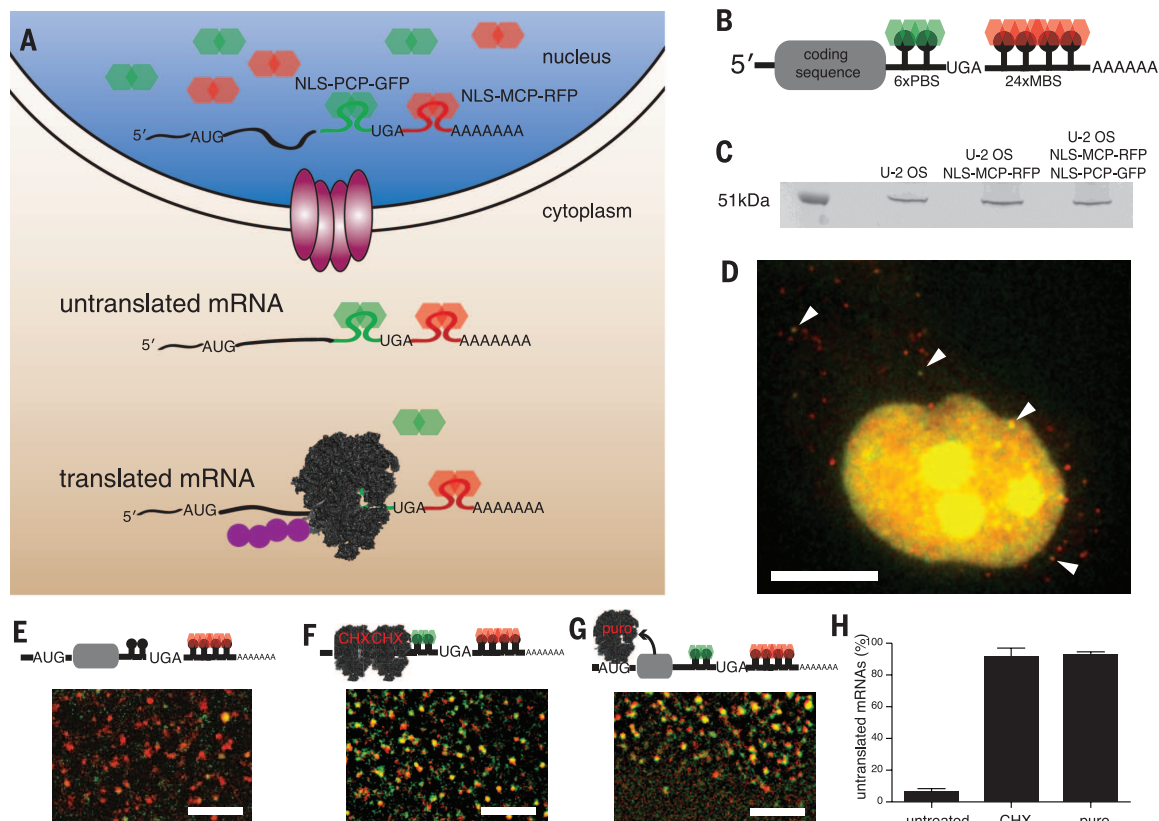 A
nucleus
NLS-PCP-GFP
NLS-MCP-RFP
5′ AUG UGA AAAAAAA
cytoplasm
untranslated mRNA
5′ AUG UGA AAAAAAA
translated mRNA
5′ AUG UGA AAAAAAA
B
5′ coding sequence UGA AAAAAA
6xPBS 24xMBS
C
U-2 OS
U-2 OS
NLS-MCP-RFP
U-2 OS
NLS-MCP-RFP
NLS-PCP-GFP
51kDa
D
E
AUG UGA AAAAAAA
F
CHX CHX
UGA AAAAAAA
G
puro
AUG UGA AAAAAAA
H
untranslated mRNAs (%)
100
80
60
40
20
0
untreated CHX puro